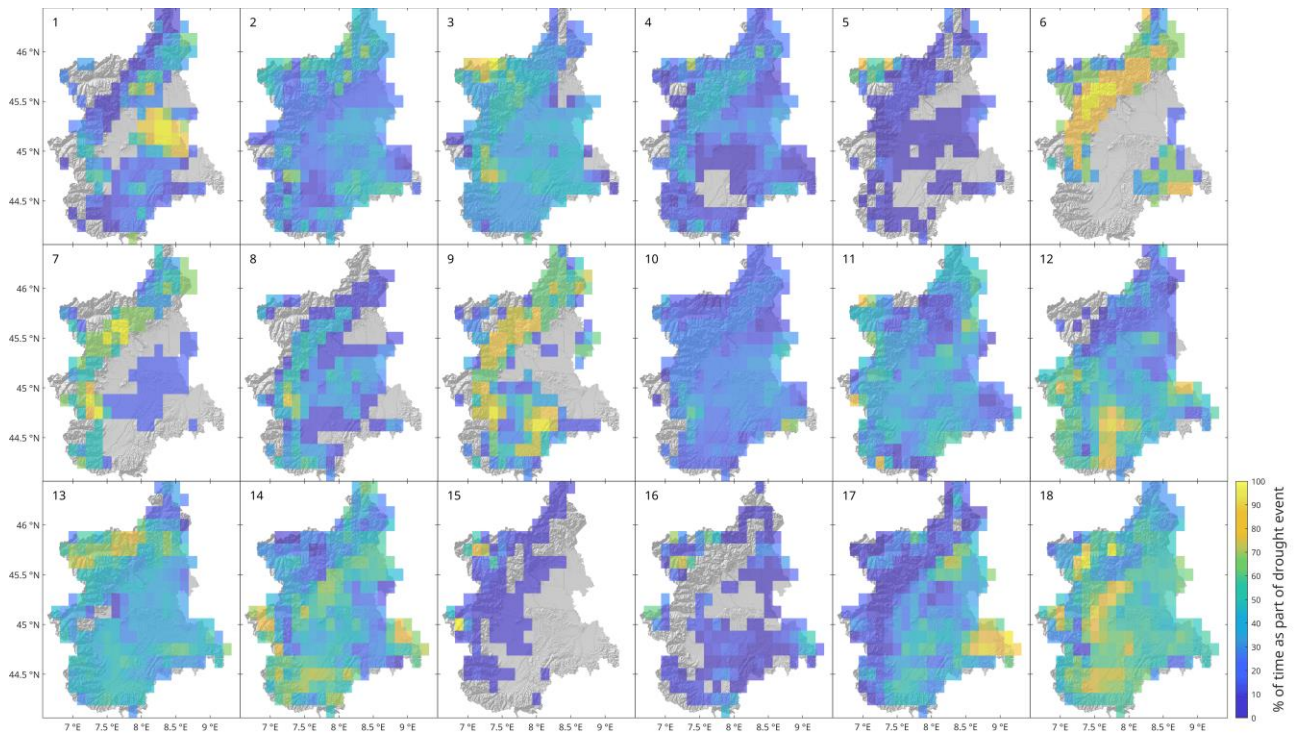 1 2 3 4 5 6
46 °N
45.5 °N
45 °N
44.5 °N
7 8 9 10 11 12
46 °N
45.5 °N
45 °N
44.5 °N
13 14 15 16 17 18
46 °N
45.5 °N
45 °N
44.5 °N
7 °E 7.5 °E 8 °E 8.5 °E 9 °E 7 °E 7.5 °E 8 °E 8.5 °E 9 °E 7 °E 7.5 °E 8 °E 8.5 °E 9 °E 7 °E 7.5 °E 8 °E 8.5 °E 9 °E 7 °E 7.5 °E 8 °E 8.5 °E 9 °E 7 °E 7.5 °E 8 °E 8.5 °E 9 °E
100
90
80
70
60
50
40
30
20
10
0
% of time as part of drought event